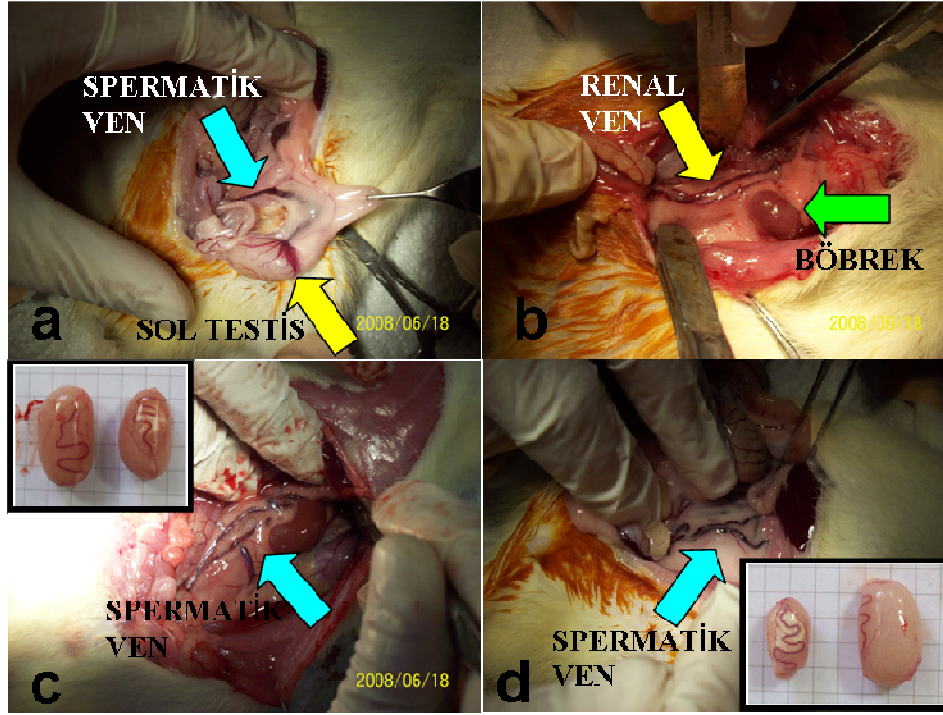 SPERMATİK
VEN
a
SOL TESTİS
2008/06/18
RENAL
VEN
BÖBREK
b
2008/06/18
SPERMATİK
VEN
c
2008/06/18
SPERMATİK
VEN
d